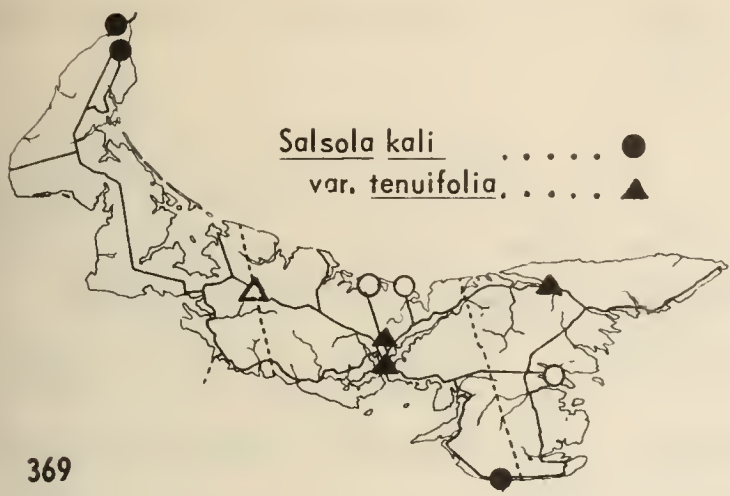 Salsola kali . . . . .
var. tenuifolia . . . . .
369